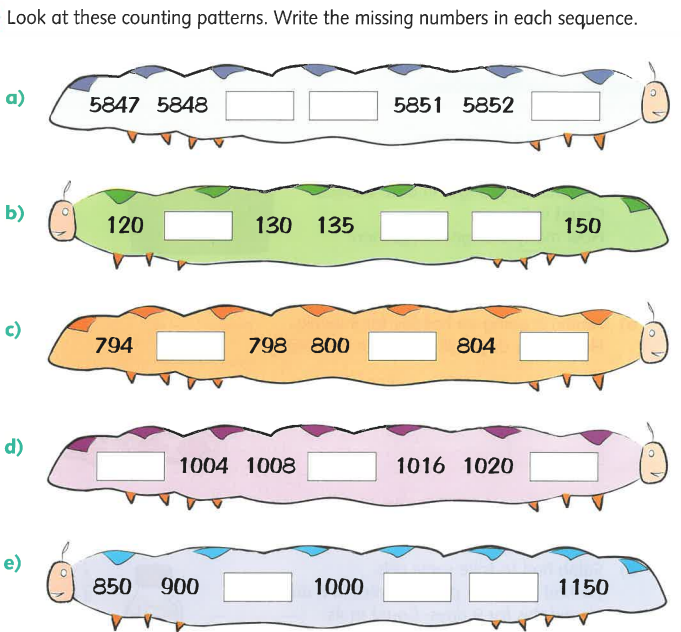 Look at these counting patterns. Write the missing numbers in each sequence.
a) 5847 5848 5851 5852
b) 120 130 135 150
c) 794 798 800 804
d) 1004 1008 1016 1020
e) 850 900 1000 1150